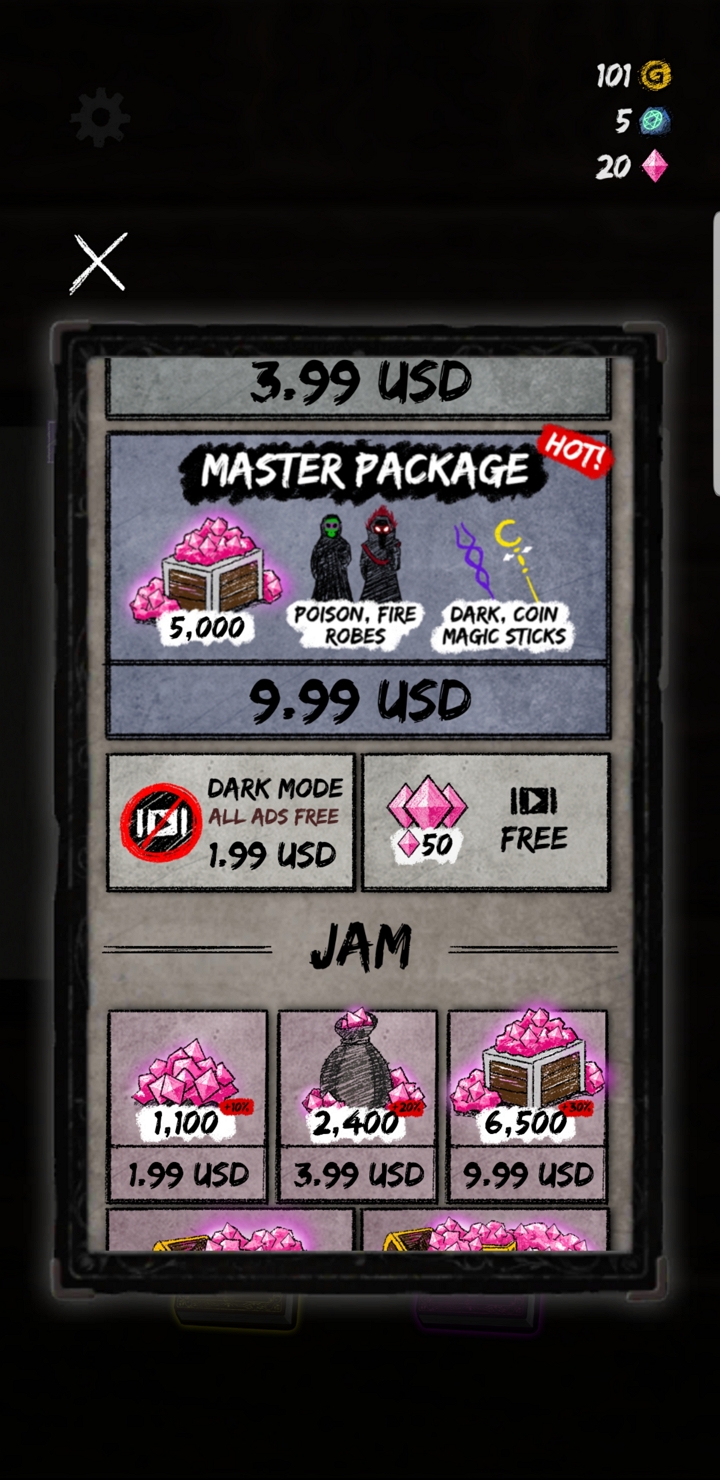 101
5
20
3.99 USD
MASTER PACKAGE
HOT!
5,000
POISON, FIRE
ROBES
DARK, COIN
MAGIC STICKS
9.99 USD
DARK MODE
ALL ADS FREE
1.99 USD
50
FREE
JAM
+10%
1,100
+20%
2,400
+30%
6,500
1.99 USD
3.99 USD
9.99 USD